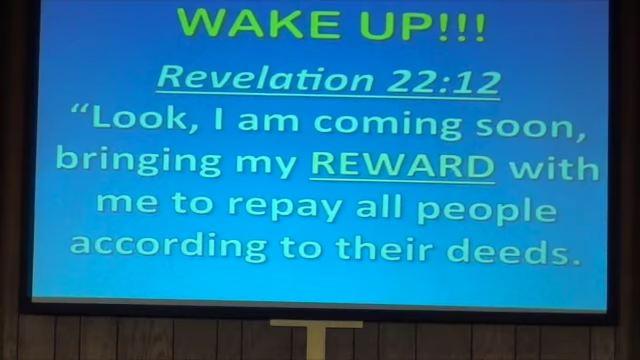 WAKE UP!!!
Revelation 22:12
“Look, I am coming soon,
bringing my REWARD with
me to repay all people
according to their deeds.